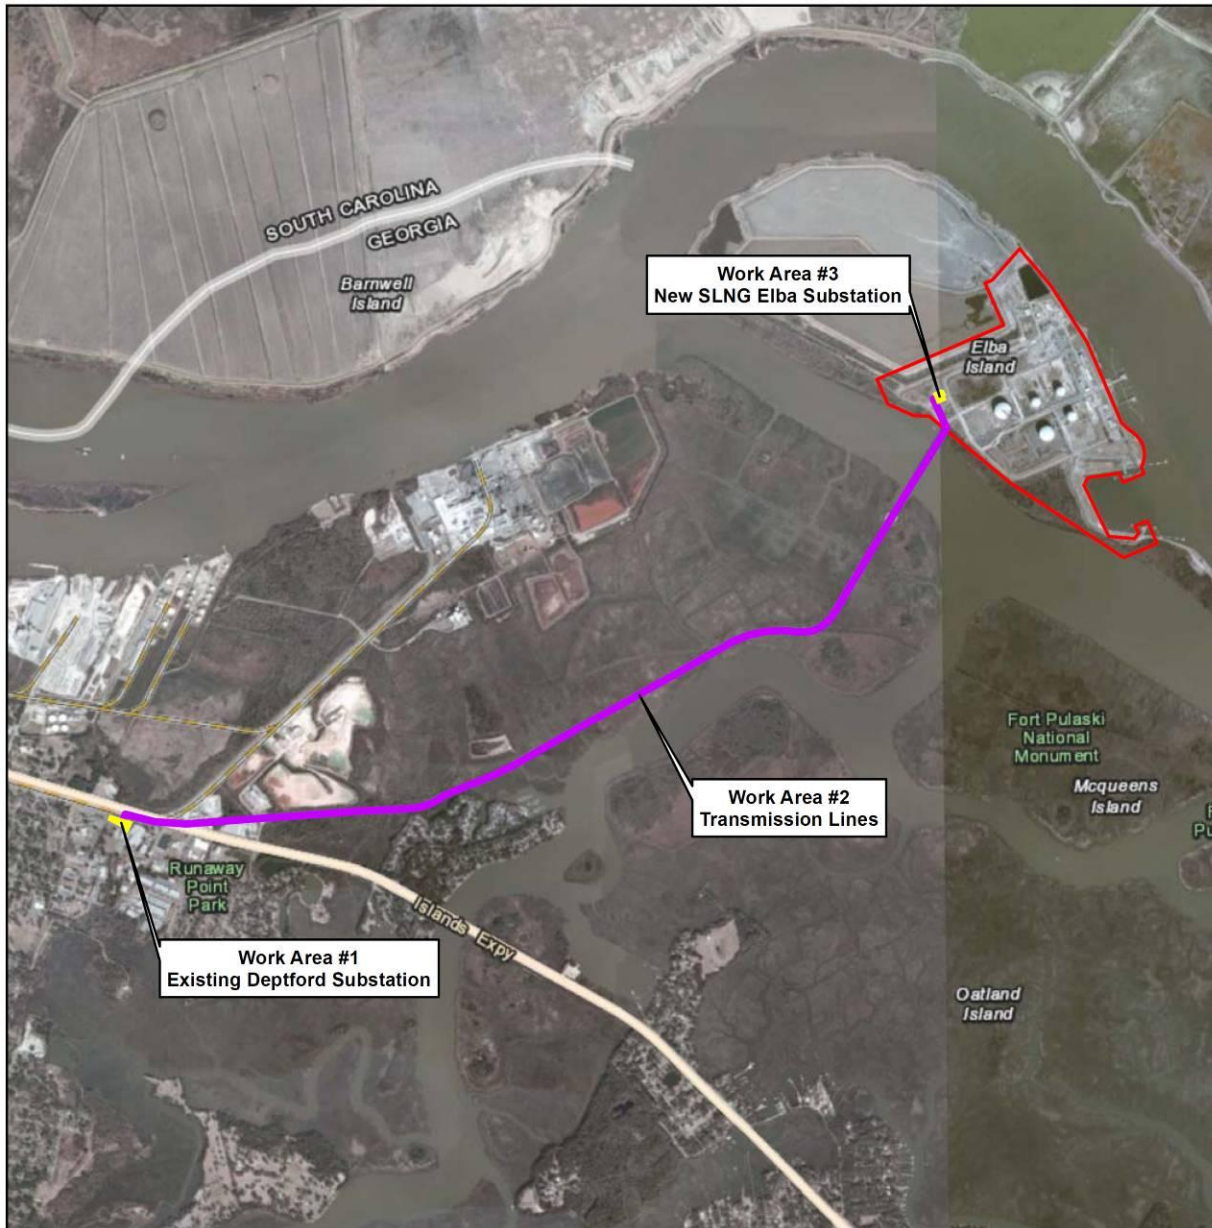 SOUTH CAROLINA
GEORGIA
Barnwell
Island
Work Area #3
New SLNG Elba Substation
Elba
Island
Fort Pulaski
National
Monument
Mcqueens
Island
Work Area #2
Transmission Lines
Runaway
Point
Park
Islands Expy
Work Area #1
Existing Deptford Substation
Oatland
Island